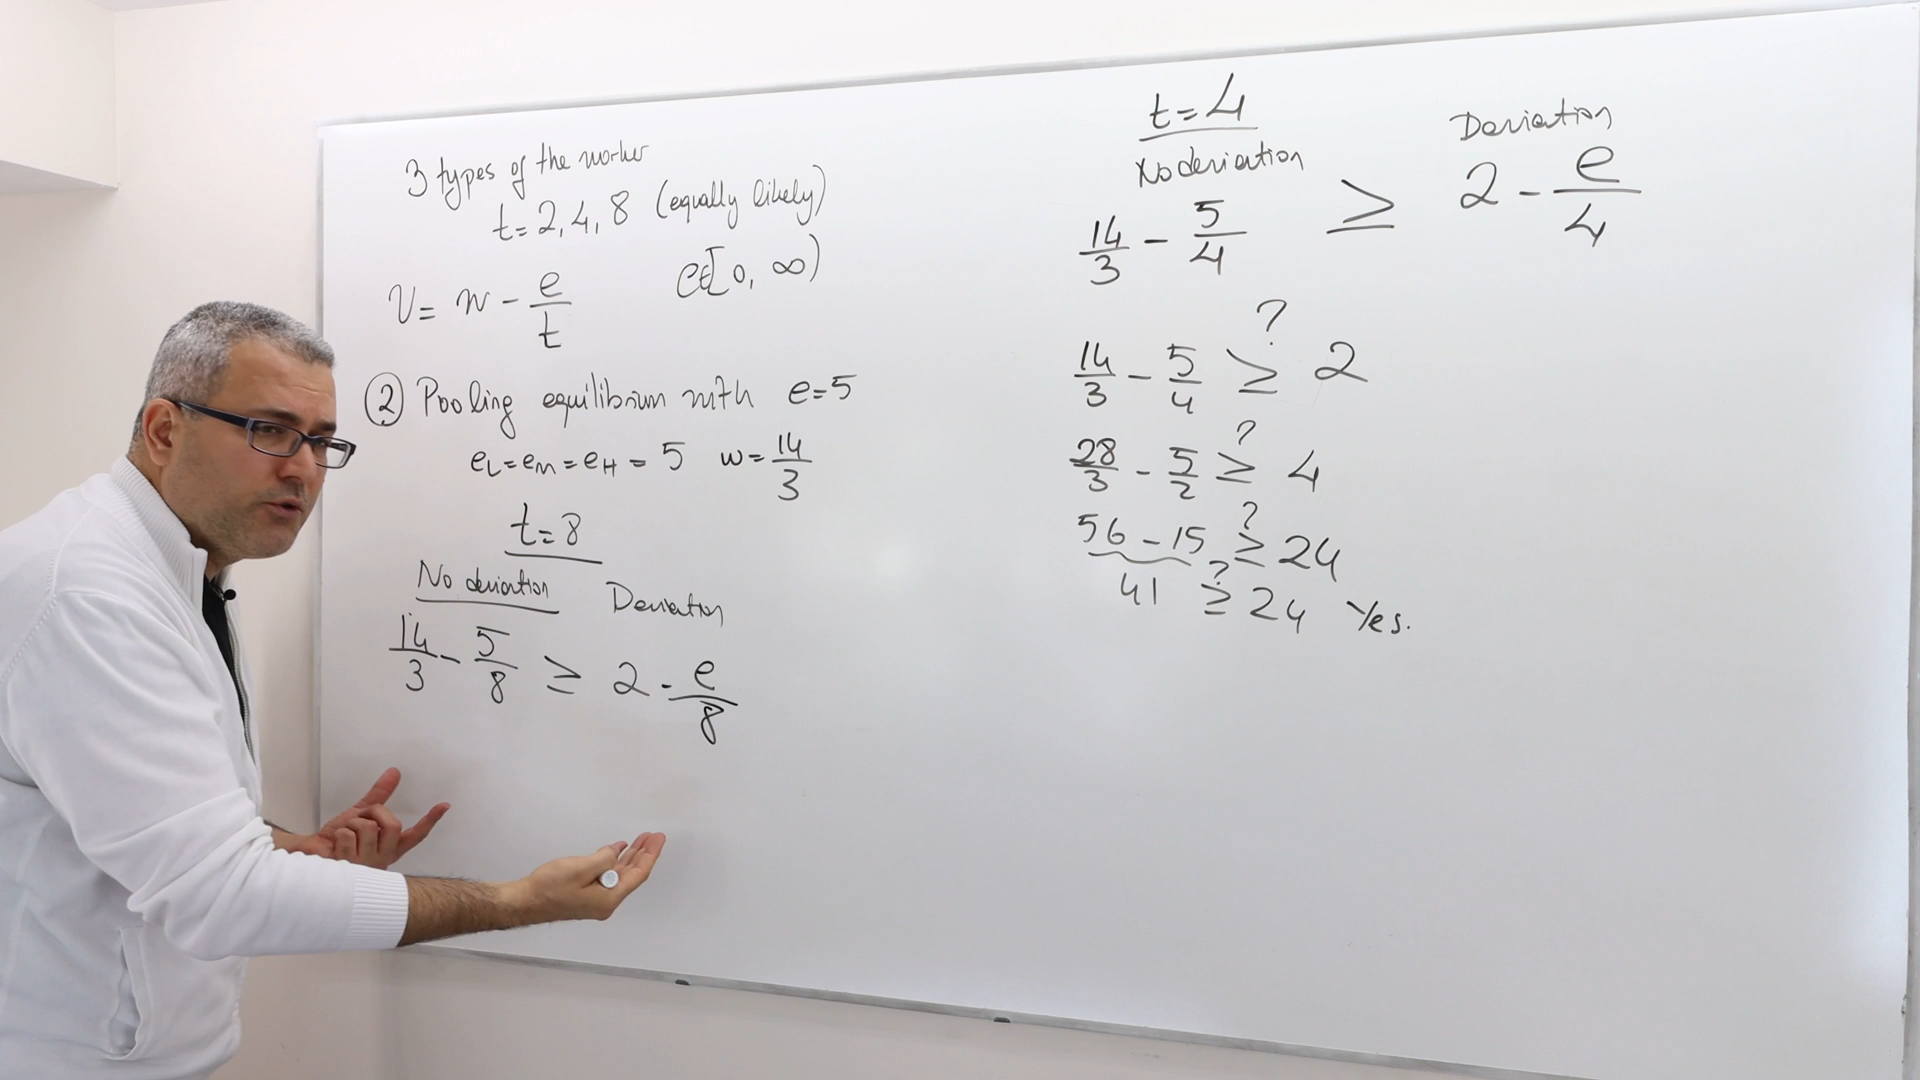 3 types of the worker
t = 2, 4, 8 (equally likely)
V = w - e/t    e∈[0, ∞)
② Pooling equilibrium with e = 5
e_L = e_M = e_H = 5    w = 14/3
t = 8
No deviation    Deviation
14/3 - 5/8 ≥ 2 - e/8
t = 4
No deviation    Deviation
14/3 - 5/4 ≥ 2 - e/4
14/3 - 5/4 ≥? 2
28/3 - 5/2 ≥? 4
56 - 15 ≥? 24
41 ≥? 24 Yes.